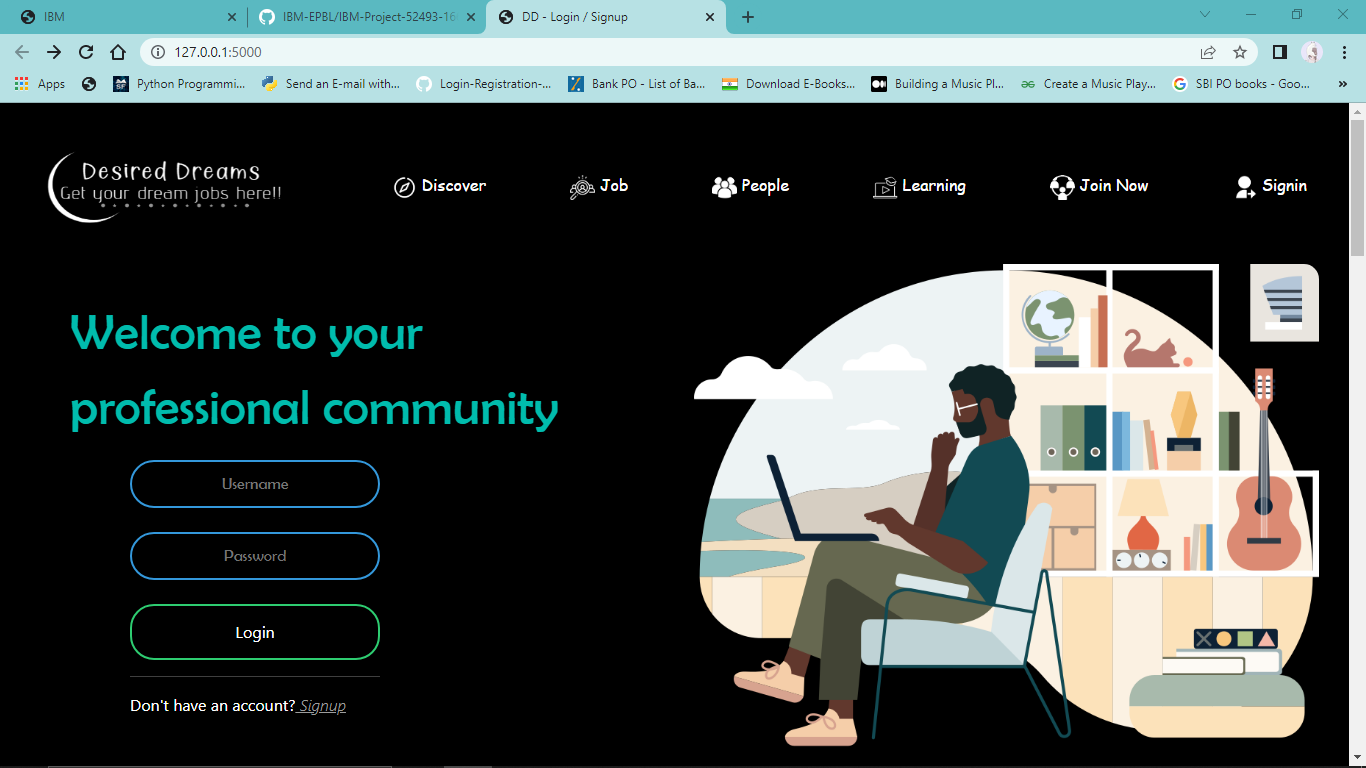 IBM
IBM-EPBL/IBM-Project-52493-16
DD - Login / Signup
127.0.0.1:5000
Apps
Python Programmi...
Send an E-mail with...
Login-Registration-...
Bank PO - List of Ba...
Download E-Books...
Building a Music Pl...
Create a Music Playe...
SBI PO books - Goo...
Desired Dreams
Get your dream jobs here!!
Discover
Job
People
Learning
Join Now
Signin
Welcome to your
professional community
Username
Password
Login
Don't have an account? Signup